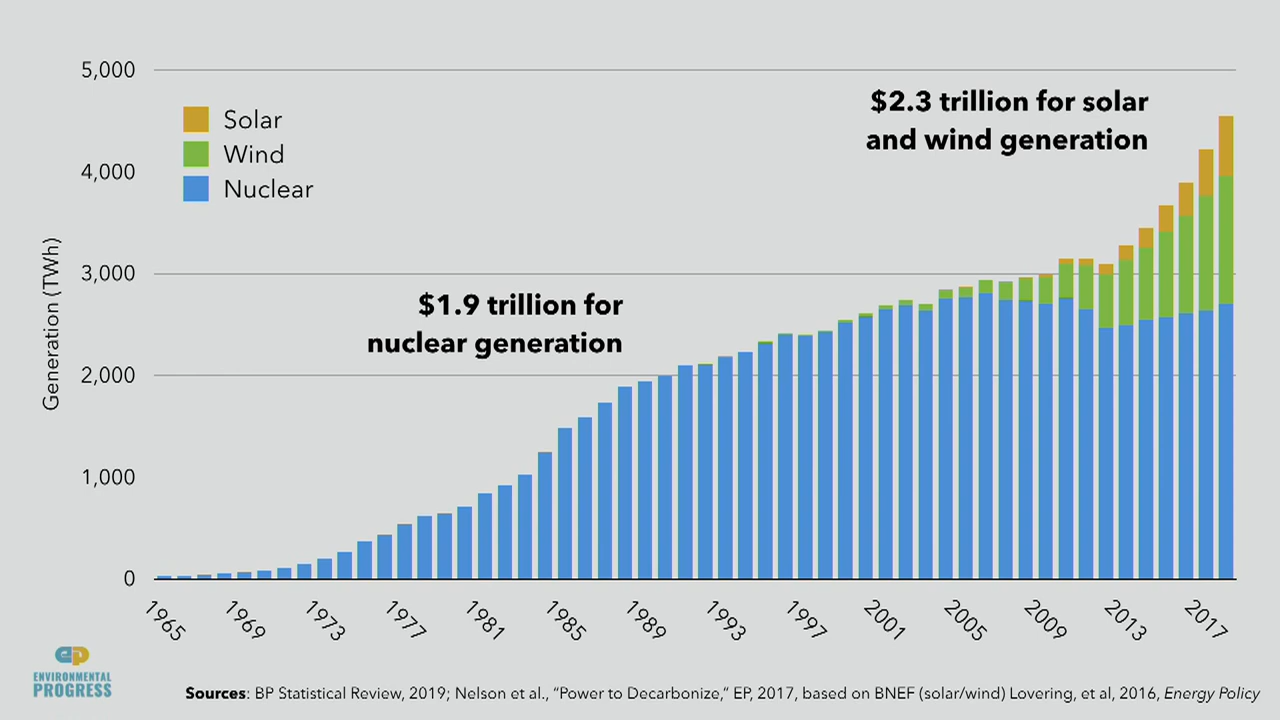 5,000
4,000
3,000
2,000
1,000
0
Generation (TWh)
Solar
Wind
Nuclear
$2.3 trillion for solar
and wind generation
$1.9 trillion for
nuclear generation
1965
1969
1973
1977
1981
1985
1989
1993
1997
2001
2005
2009
2013
2017
ep
ENVIRONMENTAL
PROGRESS
Sources: BP Statistical Review, 2019; Nelson et al., “Power to Decarbonize,” EP, 2017, based on BNEF (solar/wind) Lovering, et al, 2016, Energy Policy